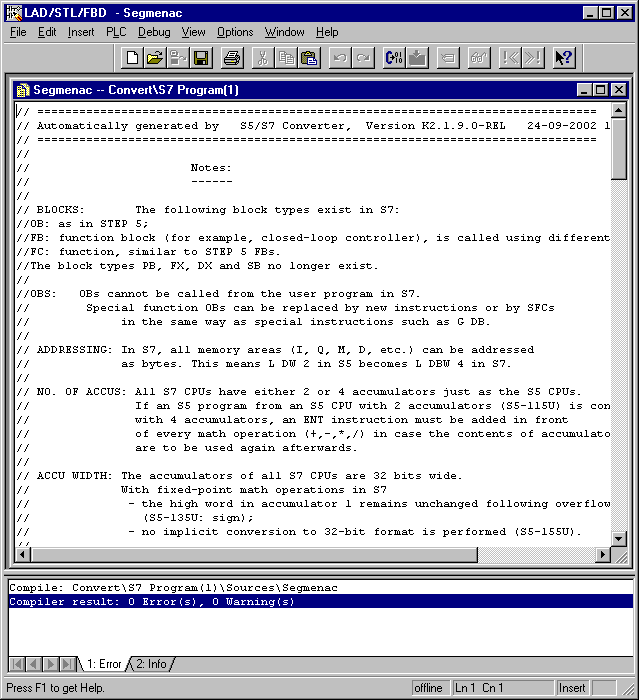 LAD/STL/FBD - Segmenac
File Edit Insert PLC Debug View Options Window Help
Segmenac -- Convert\S7 Program(1)
// ================================================================================
// Automatically generated by   S5/S7 Converter,  Version K2.1.9.0-REL   24-09-2002 1
// ================================================================================
//
//                       Notes:
//                       ------
//
// BLOCKS:       The following block types exist in S7:
//OB: as in STEP 5;
//FB: function block (for example, closed-loop controller), is called using different
//FC: function, similar to STEP 5 FBs.
//The block types PB, FX, DX and SB no longer exist.
//
//OBS:   OBs cannot be called from the user program in S7.
//        Special function OBs can be replaced by new instructions or by SFCs
//             in the same way as special instructions such as G DB.
//
// ADDRESSING: In S7, all memory areas (I, Q, M, D, etc.) can be addressed
//             as bytes. This means L DW 2 in S5 becomes L DBW 4 in S7.
//
// NO. OF ACCUS: All S7 CPUs have either 2 or 4 accumulators just as the S5 CPUs.
//               If an S5 program from an S5 CPU with 2 accumulators (S5-115U) is con
//               with 4 accumulators, an ENT instruction must be added in front
//               of every math operation (+,-,*,/) in case the contents of accumulato
//               are to be used again afterwards.
//
// ACCU WIDTH: The accumulators of all S7 CPUs are 32 bits wide.
//             With fixed-point math operations in S7
//              - the high word in accumulator 1 remains unchanged following overflow
//                (S5-135U: sign);
//              - no implicit conversion to 32-bit format is performed (S5-155U).
//
Compile: Convert\S7 Program(1)\Sources\Segmenac
Compiler result: 0 Error(s), 0 Warning(s)
1: Error 2: Info
Press F1 to get Help. offline Ln 1 Cn 1 Insert